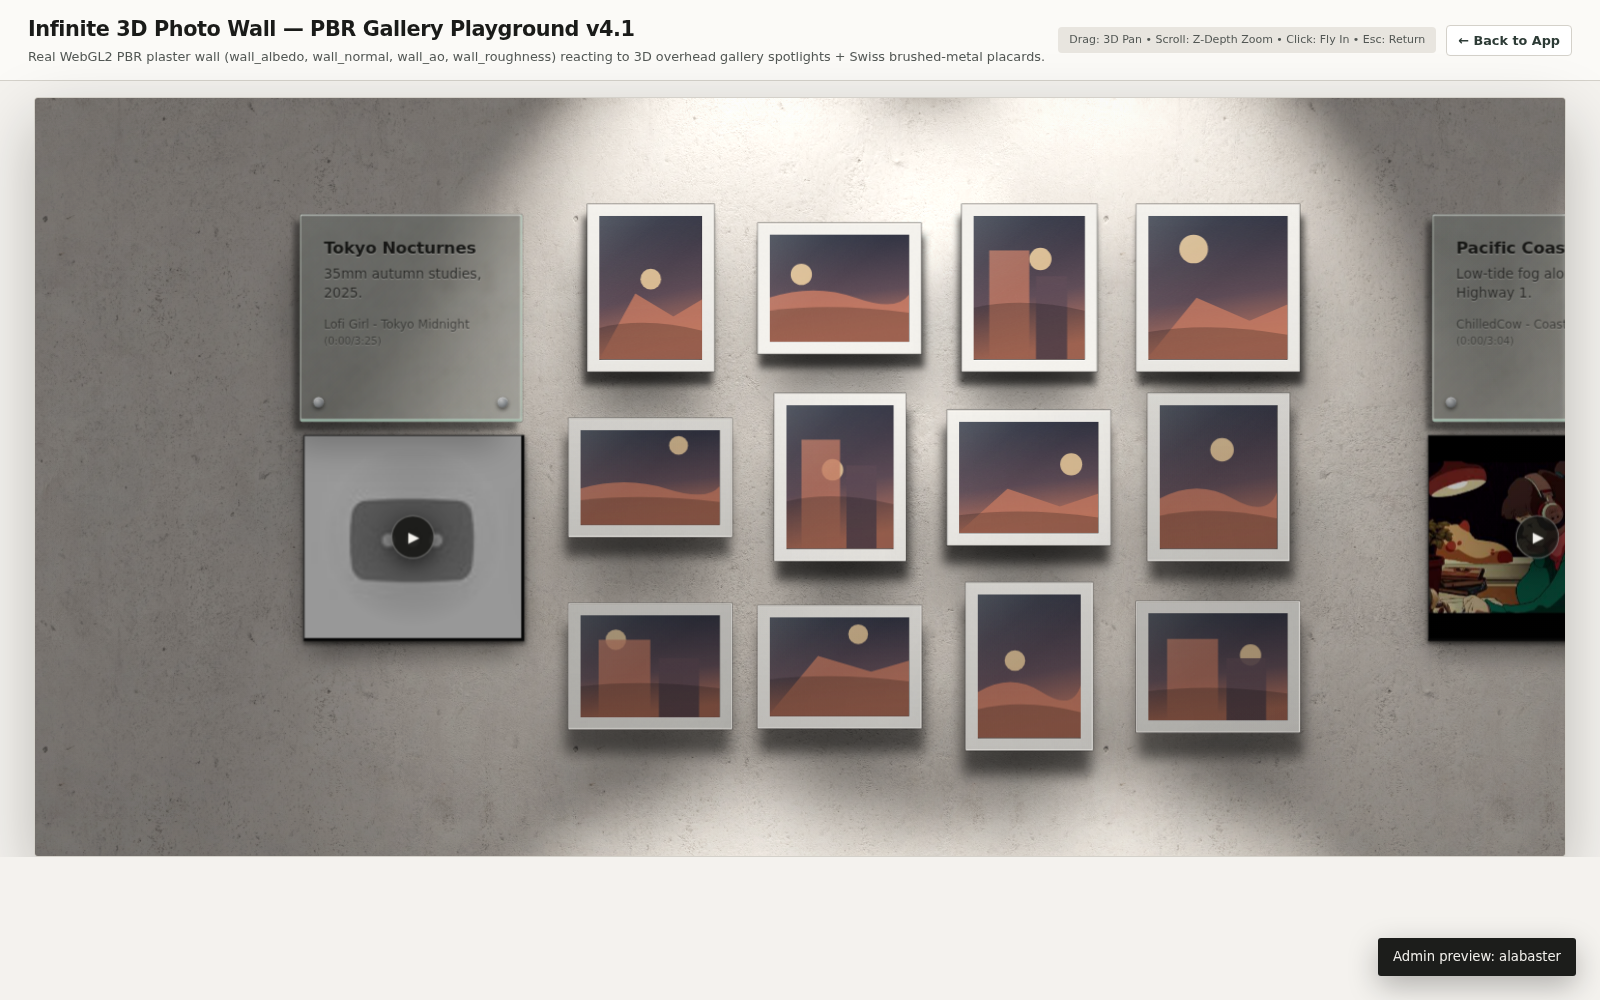 Infinite 3D Photo Wall — PBR Gallery Playground v4.1
Real WebGL2 PBR plaster wall (wall_albedo, wall_normal, wall_ao, wall_roughness) reacting to 3D overhead gallery spotlights + Swiss brushed-metal placards.
Drag: 3D Pan • Scroll: Z-Depth Zoom • Click: Fly In • Esc: Return
← Back to App
Tokyo Nocturnes
35mm autumn studies,
2025.
Lofi Girl - Tokyo Midnight
(0:00/3:25)
Pacific Coas
Low-tide fog alo
Highway 1.
ChilledCow - Coast
(0:00/3:04)
Admin preview: alabaster